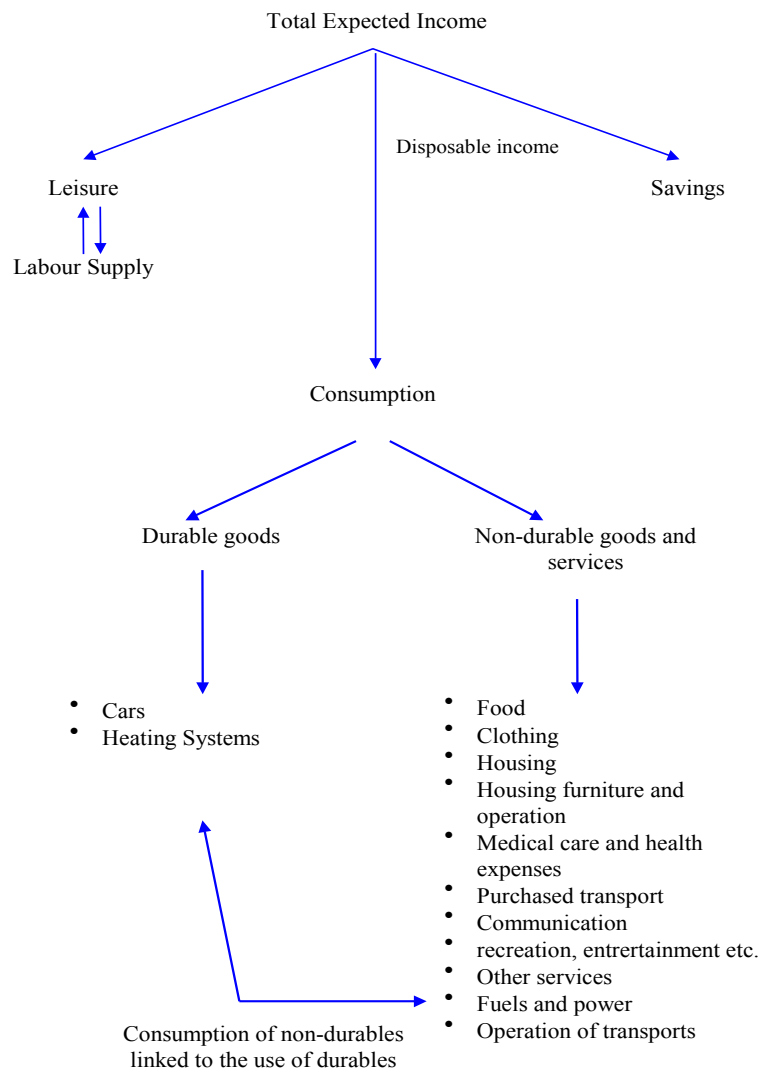 Total Expected Income
Disposable income
Leisure
Savings
Labour Supply
Consumption
Durable goods
Non-durable goods and
services
• Cars
• Heating Systems
• Food
• Clothing
• Housing
• Housing furniture and
operation
• Medical care and health
expenses
• Purchased transport
• Communication
• recreation, entrertainment etc.
• Other services
• Fuels and power
• Operation of transports
Consumption of non-durables
linked to the use of durables